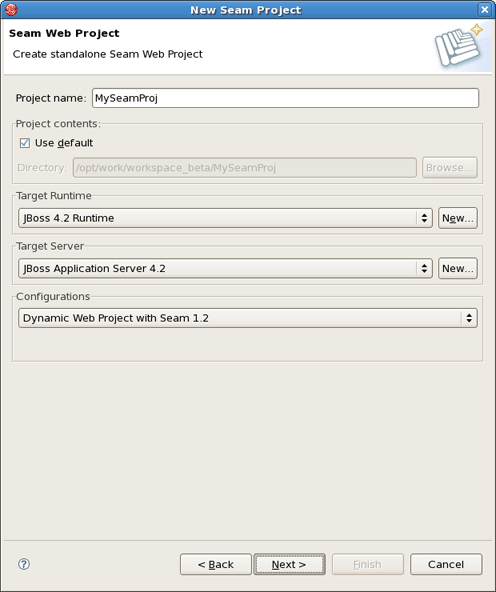 New Seam Project
Seam Web Project
Create standalone Seam Web Project
Project name: MySeamProj
Project contents:
Use default
Directory: /opt/work/workspace_beta/MySeamProj Browse...
Target Runtime
JBoss 4.2 Runtime New...
Target Server
JBoss Application Server 4.2 New...
Configurations
Dynamic Web Project with Seam 1.2
? < Back Next > Finish Cancel